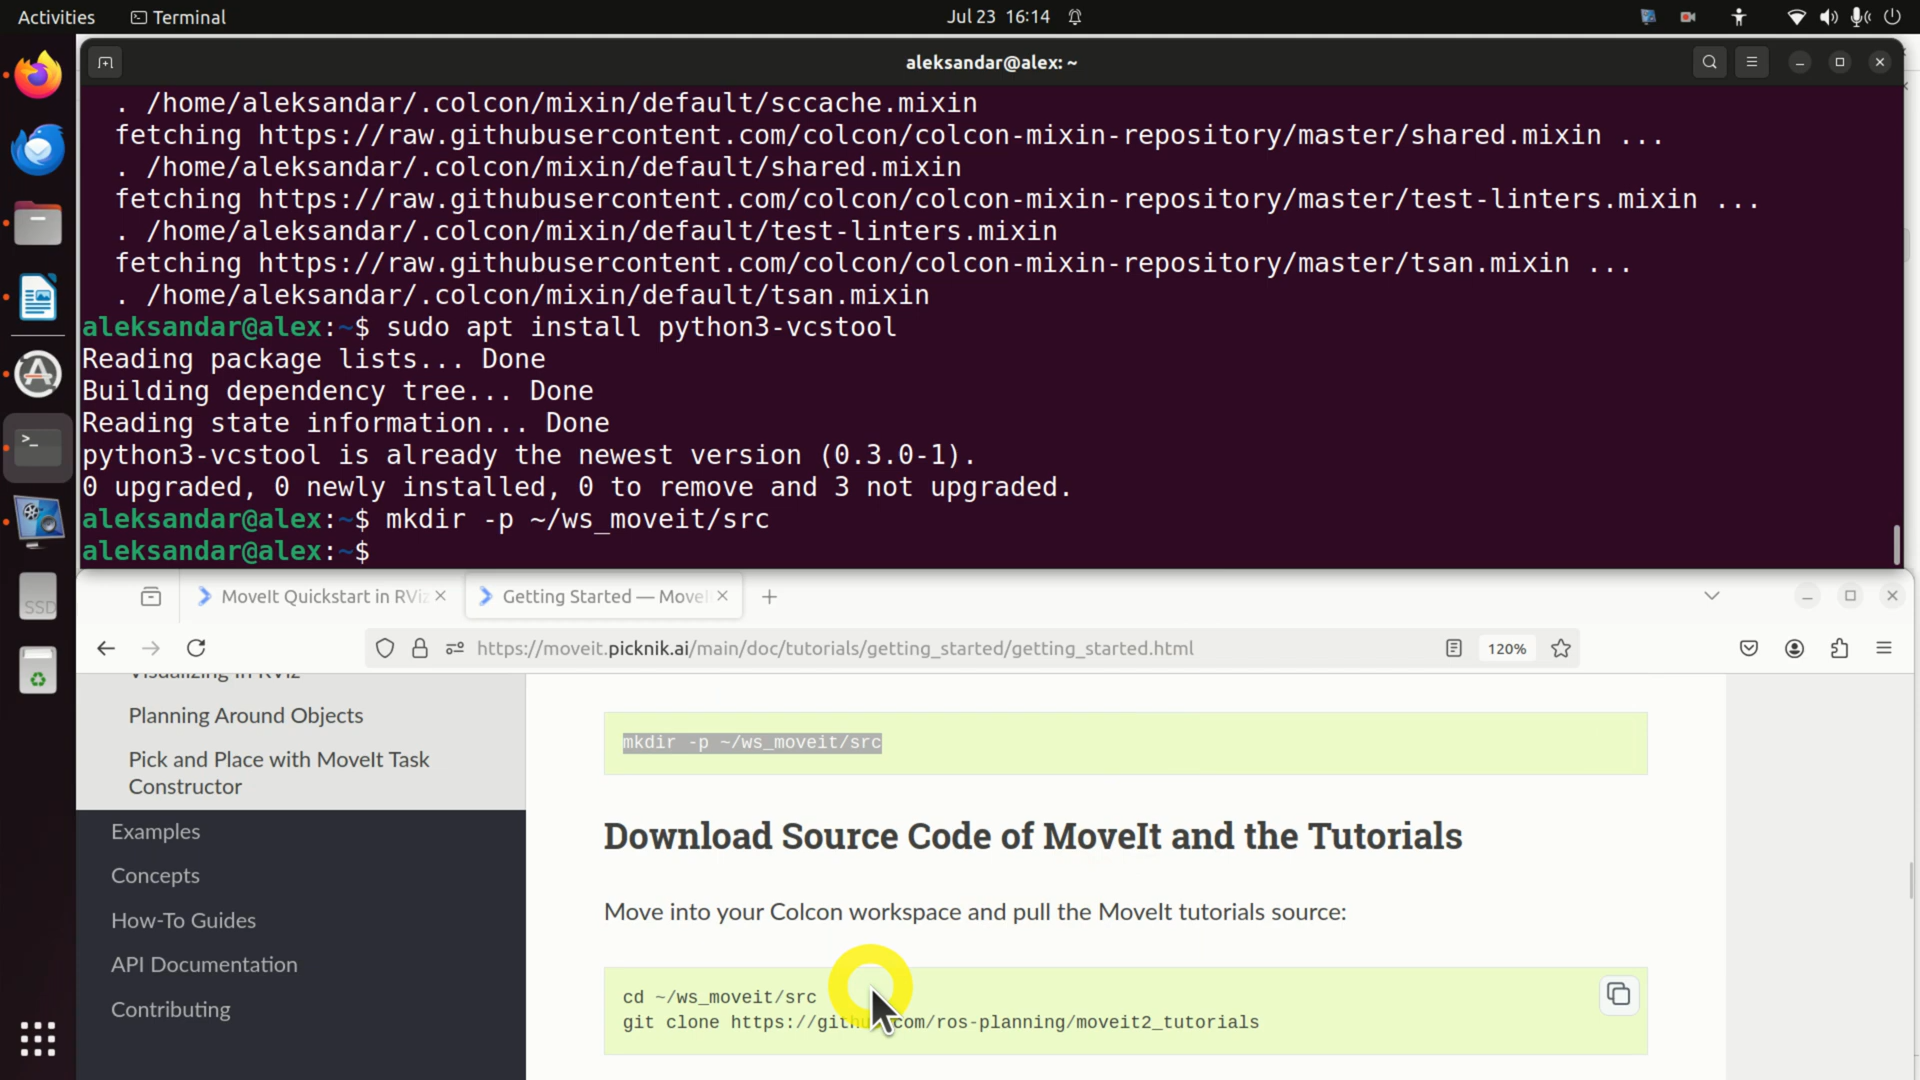 Activities
Terminal
Jul 23 16:14
aleksandar@alex: ~
. /home/aleksandar/.colcon/mixin/default/sccache.mixin
fetching https://raw.githubusercontent.com/colcon/colcon-mixin-repository/master/shared.mixin ...
. /home/aleksandar/.colcon/mixin/default/shared.mixin
fetching https://raw.githubusercontent.com/colcon/colcon-mixin-repository/master/test-linters.mixin ...
. /home/aleksandar/.colcon/mixin/default/test-linters.mixin
fetching https://raw.githubusercontent.com/colcon/colcon-mixin-repository/master/tsan.mixin ...
. /home/aleksandar/.colcon/mixin/default/tsan.mixin
aleksandar@alex:~$ sudo apt install python3-vcstool
Reading package lists... Done
Building dependency tree... Done
Reading state information... Done
python3-vcstool is already the newest version (0.3.0-1).
0 upgraded, 0 newly installed, 0 to remove and 3 not upgraded.
aleksandar@alex:~$ mkdir -p ~/ws_moveit/src
aleksandar@alex:~$
SSD
MoveIt Quickstart in RViz
Getting Started — MoveI
https://moveit.picknik.ai/main/doc/tutorials/getting_started/getting_started.html
120%
Visualizing in RViz
Planning Around Objects
Pick and Place with MoveIt Task
Constructor
Examples
Concepts
How-To Guides
API Documentation
Contributing
mkdir -p ~/ws_moveit/src
Download Source Code of MoveIt and the Tutorials
Move into your Colcon workspace and pull the MoveIt tutorials source:
cd ~/ws_moveit/src
git clone https://github.com/ros-planning/moveit2_tutorials